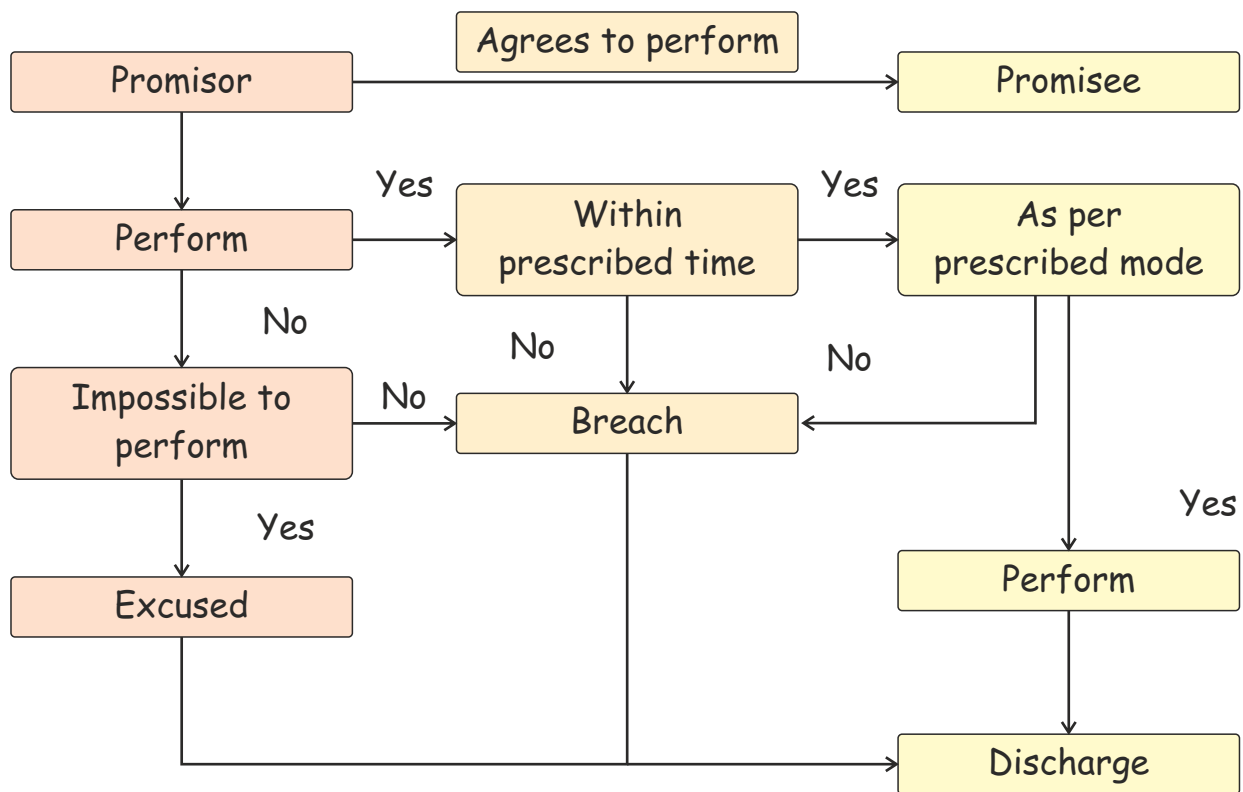 Agrees to perform
Promisor
Promisee
Yes
Yes
Perform
Within
prescribed time
As per
prescribed mode
No
No
No
Impossible to
perform
No
Breach
Yes
Yes
Excused
Perform
Discharge